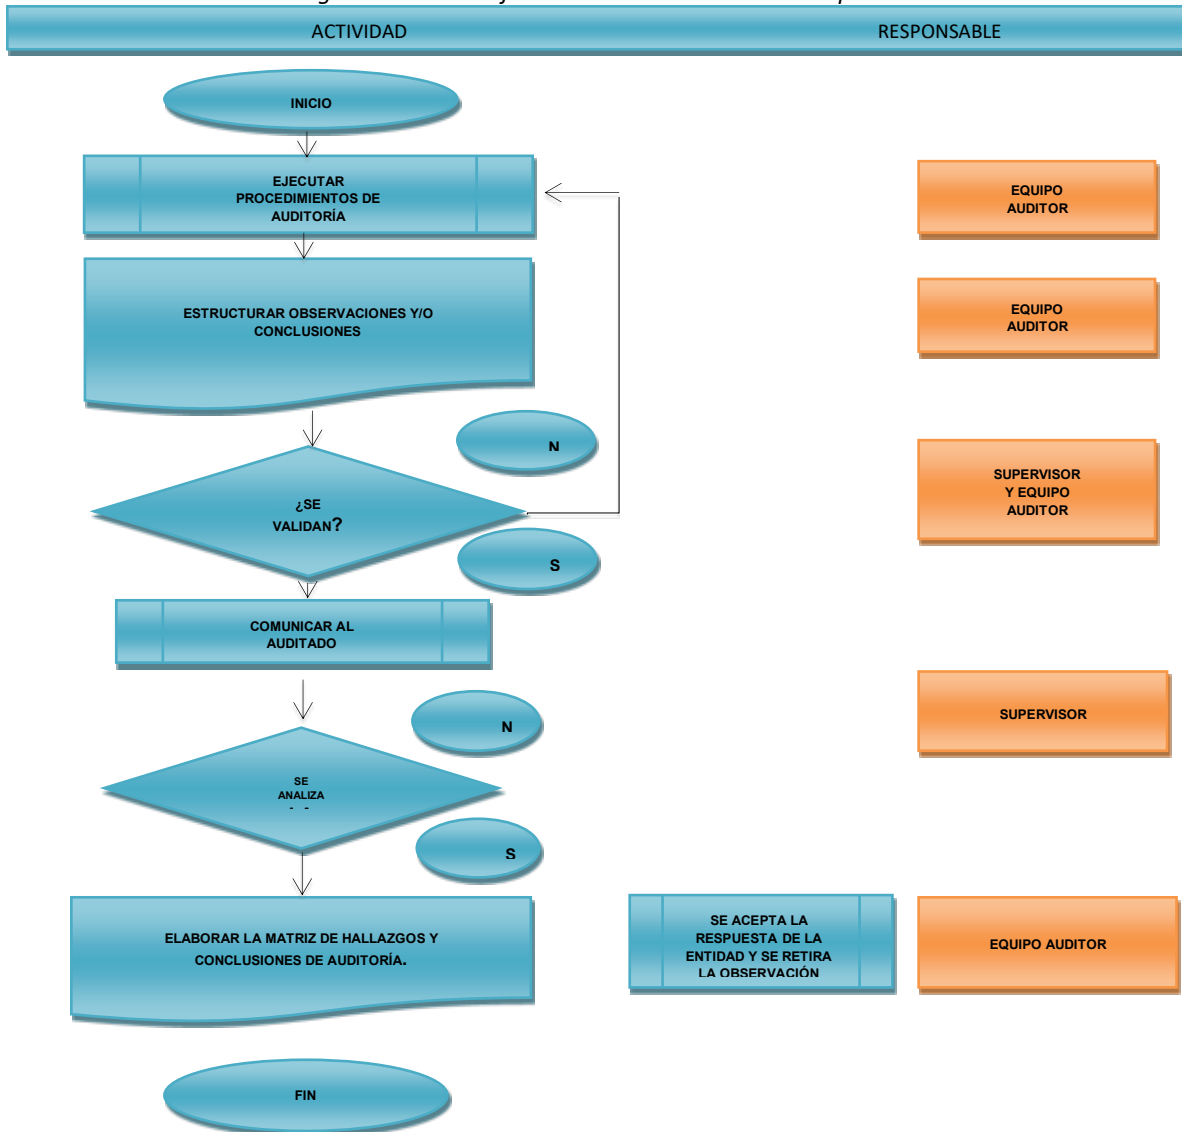 ACTIVIDAD RESPONSABLE
INICIO
EJECUTAR
PROCEDIMIENTOS DE
AUDITORÍA
EQUIPO
AUDITOR
ESTRUCTURAR OBSERVACIONES Y/O
CONCLUSIONES
EQUIPO
AUDITOR
N
¿SE
VALIDAN?
SUPERVISOR
Y EQUIPO
AUDITOR
S
COMUNICAR AL
AUDITADO
N
SUPERVISOR
SE
ANALIZA
S
ELABORAR LA MATRIZ DE HALLAZGOS Y
CONCLUSIONES DE AUDITORÍA.
SE ACEPTA LA
RESPUESTA DE LA
ENTIDAD Y SE RETIRA
LA OBSERVACIÓN
EQUIPO AUDITOR
FIN